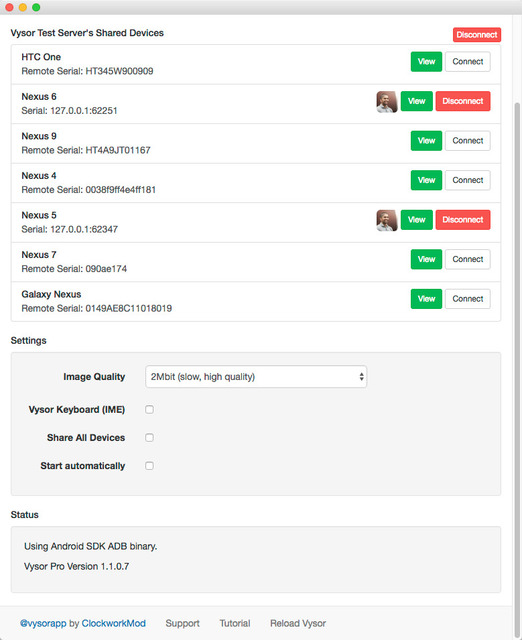 Vysor Test Server's Shared Devices
Disconnect
HTC One
Remote Serial: HT345W900909
View Connect
Nexus 6
Serial: 127.0.0.1:62251
View Disconnect
Nexus 9
Remote Serial: HT4A9JT01167
View Connect
Nexus 4
Remote Serial: 0038f9ff4e4ff181
View Connect
Nexus 5
Serial: 127.0.0.1:62347
View Disconnect
Nexus 7
Remote Serial: 090ae174
View Connect
Galaxy Nexus
Remote Serial: 0149AE8C11018019
View Connect
Settings
Image Quality 2Mbit (slow, high quality)
Vysor Keyboard (IME)
Share All Devices
Start automatically
Status
Using Android SDK ADB binary.
Vysor Pro Version 1.1.0.7
@vysorapp by ClockworkMod Support Tutorial Reload Vysor